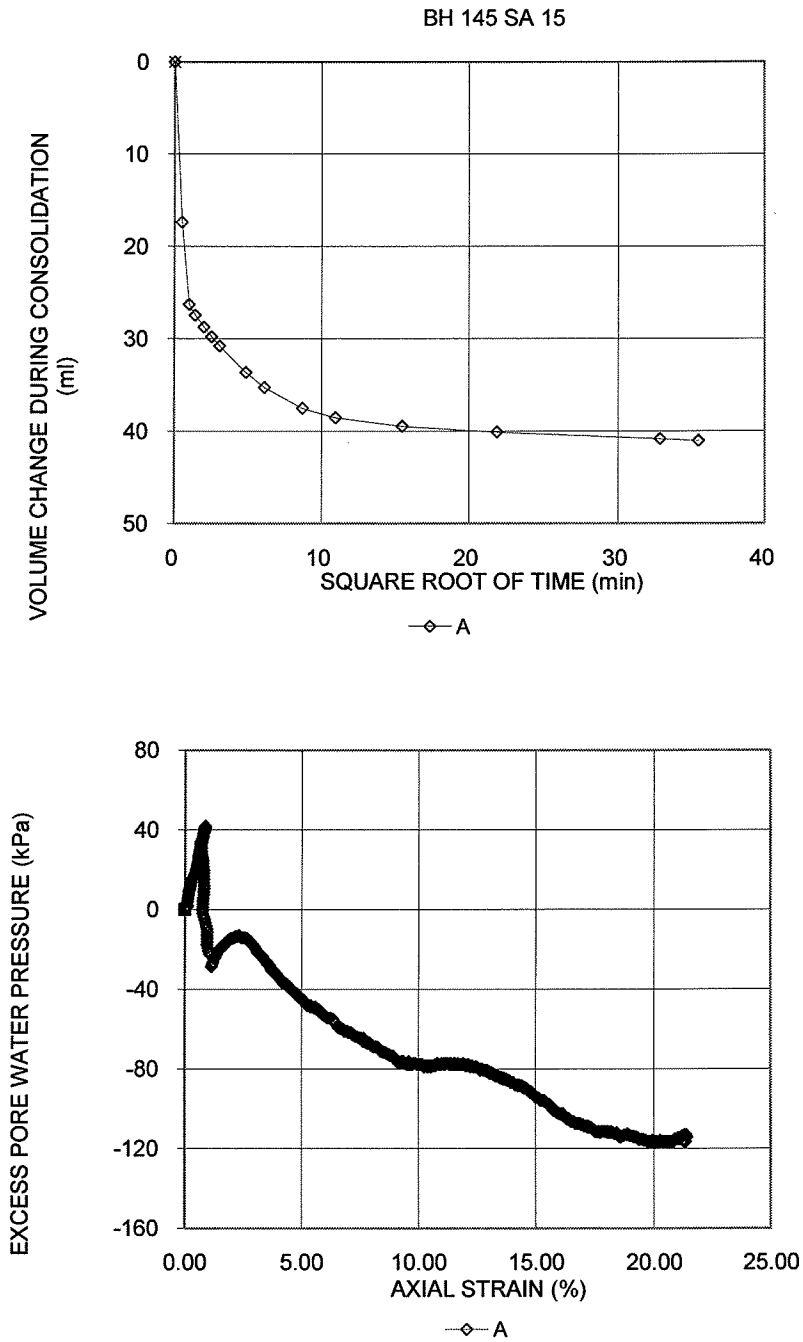 BH 145 SA 15
VOLUME CHANGE DURING CONSOLIDATION
(ml)
0
10
20
30
40
50
0 10 20 30 40
SQUARE ROOT OF TIME (min)
A
EXCESS PORE WATER PRESSURE (kPa)
80
40
0
-40
-80
-120
-160
0.00 5.00 10.00 15.00 20.00 25.00
AXIAL STRAIN (%)
A